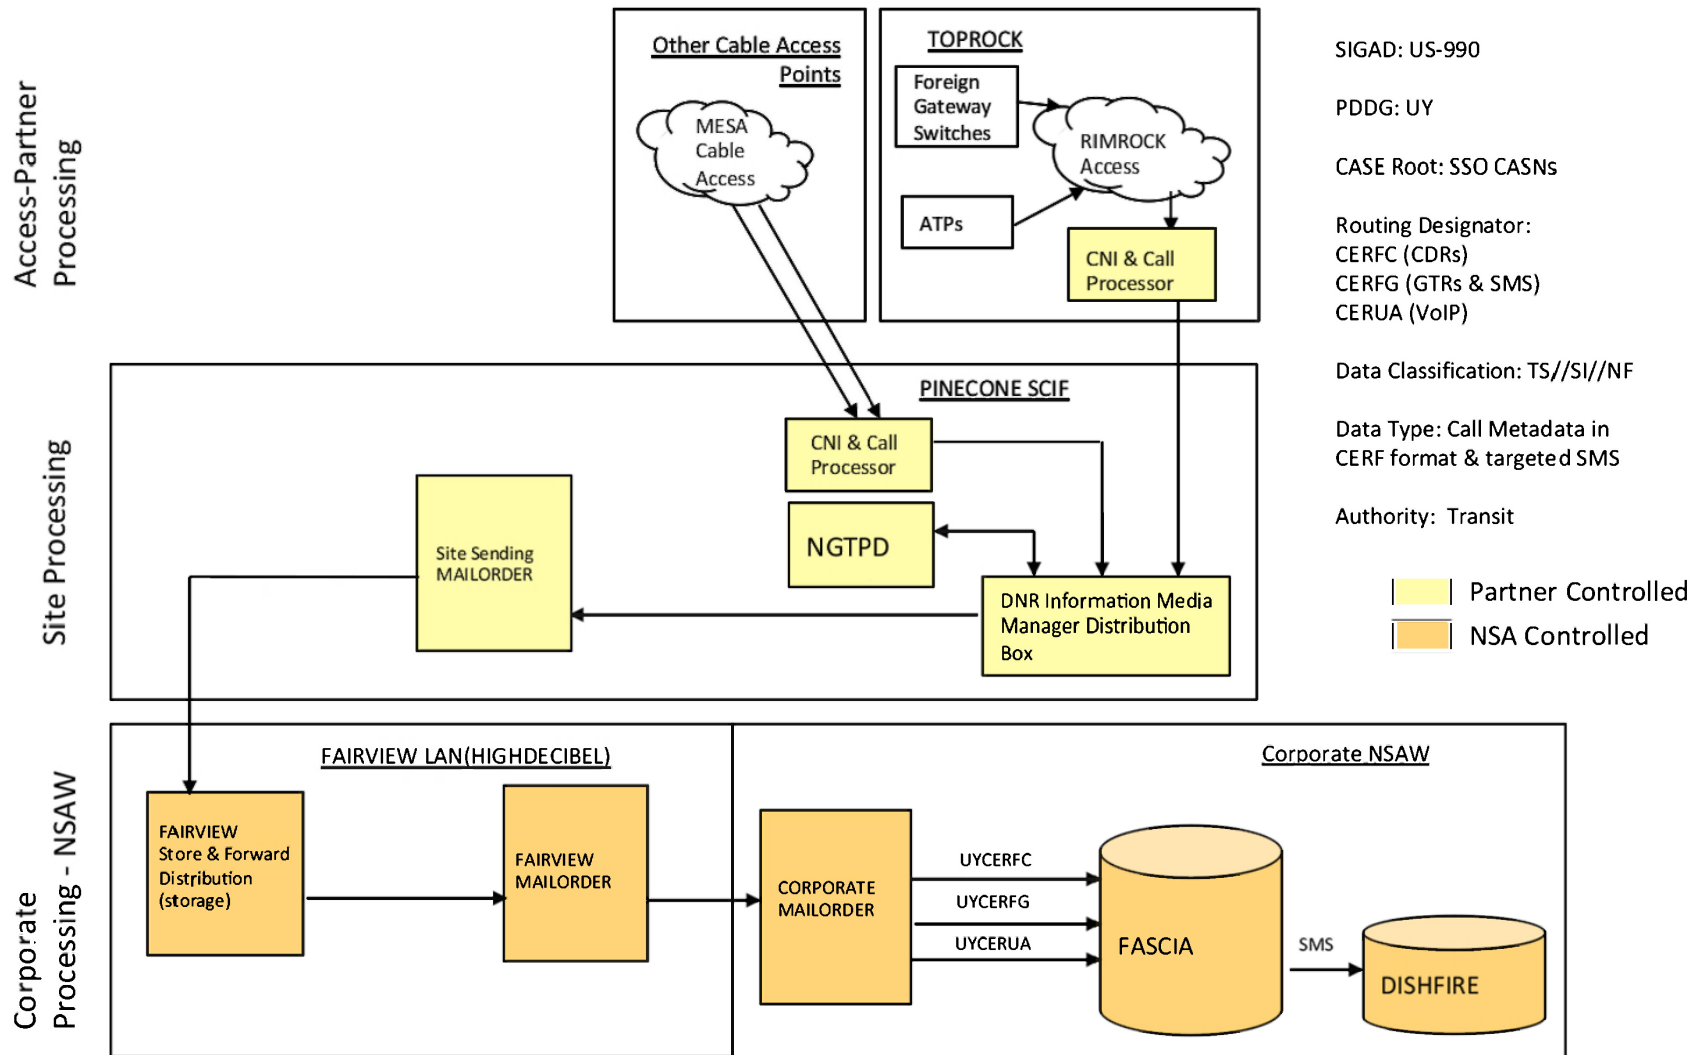 Access-Partner
Processing
Other Cable Access
Points
MESA
Cable
Access
TOPROCK
Foreign
Gateway
Switches
RIMROCK
Access
ATPs
CNI & Call
Processor
SIGAD: US-990
PDDG: UY
CASE Root: SSO CASNs
Routing Designator:
CERFC (CDRs)
CERFG (GTRs & SMS)
CERUA (VoIP)
Data Classification: TS//SI//NF
Data Type: Call Metadata in
CERF format & targeted SMS
Authority: Transit
Partner Controlled
NSA Controlled
Site Processing
PINECONE SCIF
CNI & Call
Processor
NGTPD
Site Sending
MAILORDER
DNR Information Media
Manager Distribution
Box
Corporate
Processing - NSAW
FAIRVIEW LAN(HIGHDECIBEL)
FAIRVIEW
Store & Forward
Distribution
(storage)
FAIRVIEW
MAILORDER
Corporate NSAW
CORPORATE
MAILORDER
UYCERFC
UYCERFG
UYCERUA
FASCIA
SMS
DISHFIRE